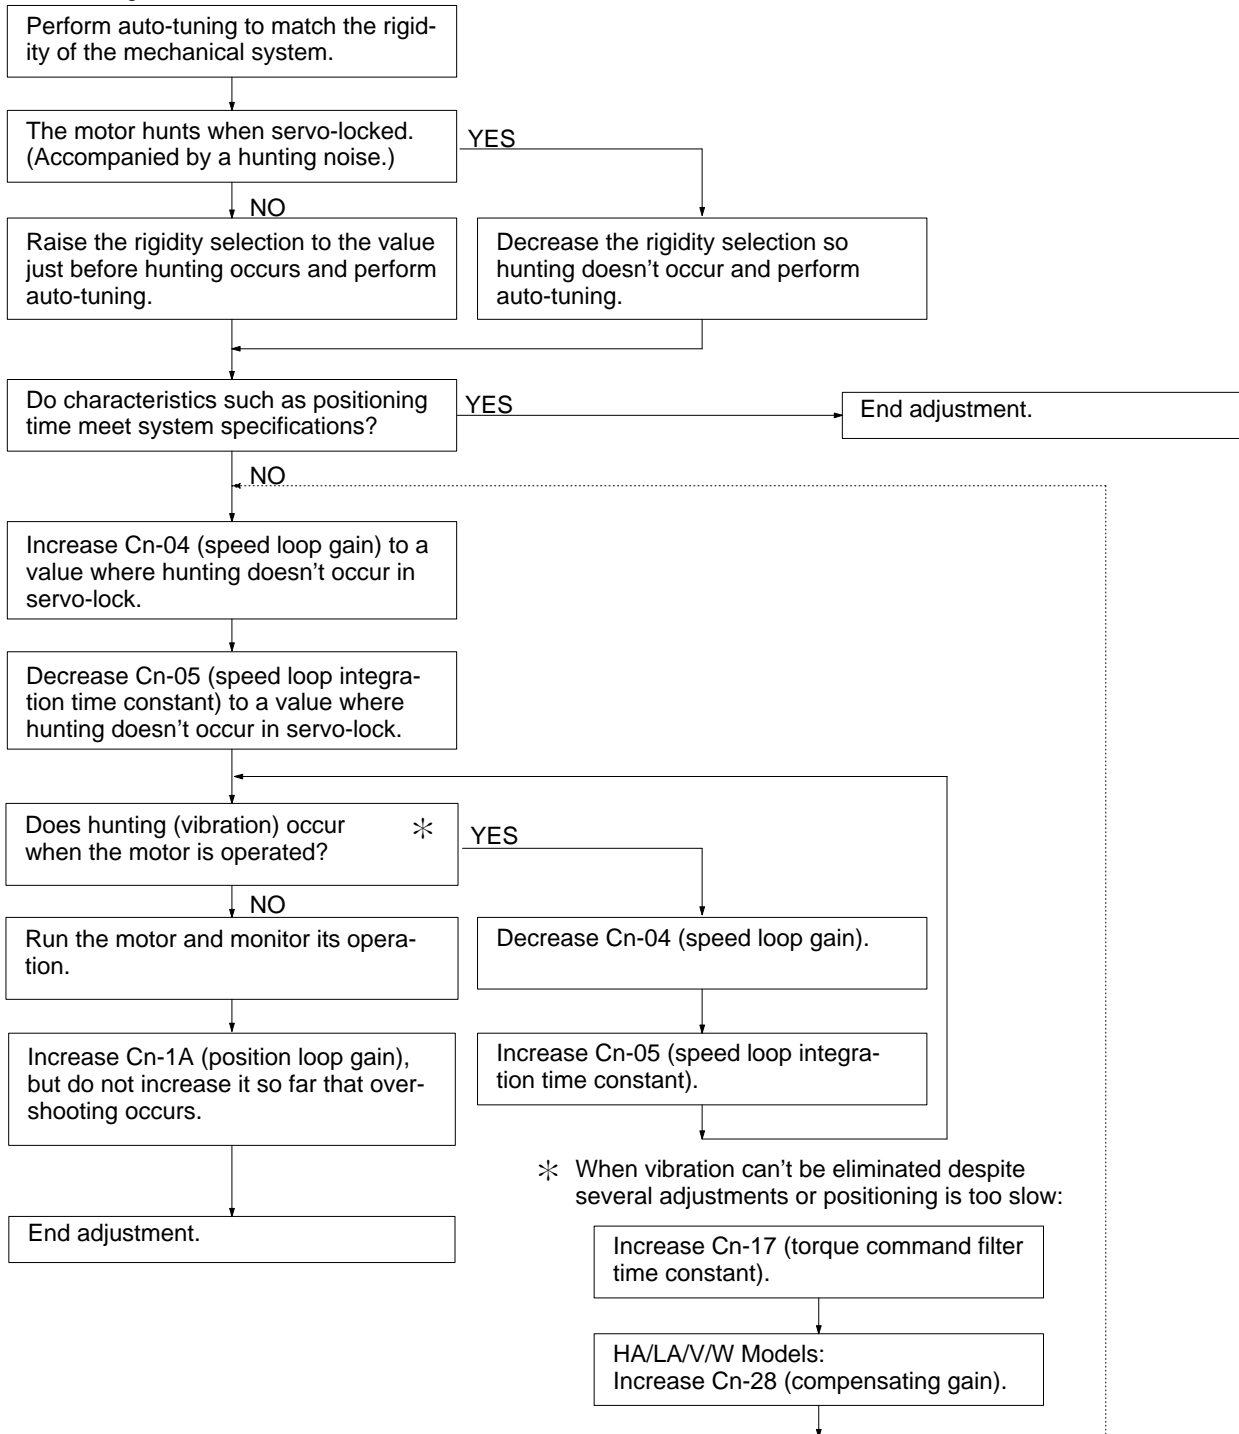 Perform auto-tuning to match the rigid-
ity of the mechanical system.
The motor hunts when servo-locked.
(Accompanied by a hunting noise.)
YES
NO
Raise the rigidity selection to the value
just before hunting occurs and perform
auto-tuning.
Decrease the rigidity selection so
hunting doesn't occur and perform
auto-tuning.
Do characteristics such as positioning
time meet system specifications?
YES
End adjustment.
NO
Increase Cn-04 (speed loop gain) to a
value where hunting doesn't occur in
servo-lock.
Decrease Cn-05 (speed loop integra-
tion time constant) to a value where
hunting doesn't occur in servo-lock.
Does hunting (vibration) occur *
when the motor is operated?
YES
NO
Run the motor and monitor its opera-
tion.
Decrease Cn-04 (speed loop gain).
Increase Cn-1A (position loop gain),
but do not increase it so far that over-
shooting occurs.
Increase Cn-05 (speed loop integra-
tion time constant).
* When vibration can't be eliminated despite
several adjustments or positioning is too slow:
End adjustment.
Increase Cn-17 (torque command filter
time constant).
HA/LA/V/W Models:
Increase Cn-28 (compensating gain).